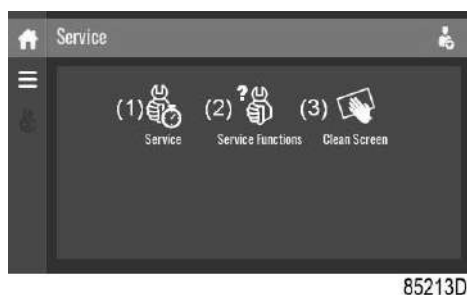 Service
(1) (2) ? (3)
Service Service Functions Clean Screen
85213D